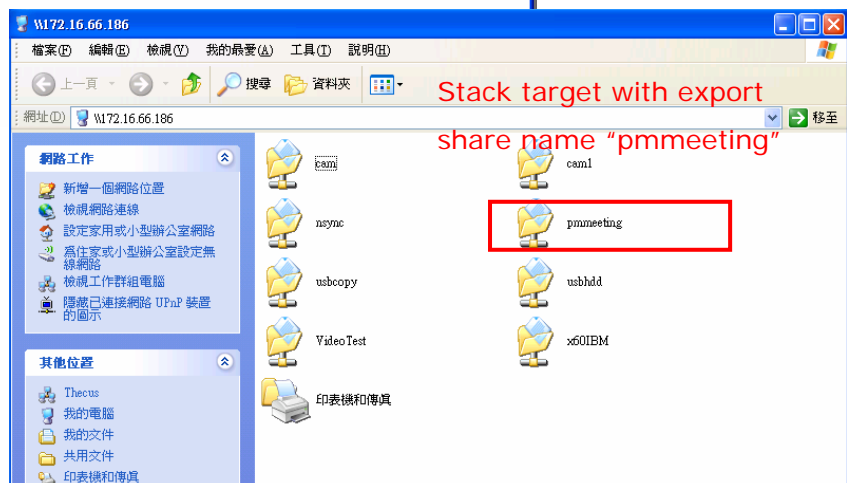 \\172.16.66.186
檔案(F) 編輯(E) 檢視(V) 我的最愛(A) 工具(T) 說明(H)
上一頁 搜尋 資料夾
Stack target with export
share name “pmmeeting”
網址(D) \\172.16.66.186 移至
網路工作
新增一個網路位置
檢視網路連線
設定家用或小型辦公室網路
為住家或小型辦公室設定無
線網路
檢視工作群組電腦
隱藏已連接網路 UPnP 裝置
的圖示
其他位置
Thecus
我的電腦
我的文件
共用文件
印表機和傳真
cam cam1
nsync pmmeeting
usbcopy usbhdd
VideoTest x60IBM
印表機和傳真